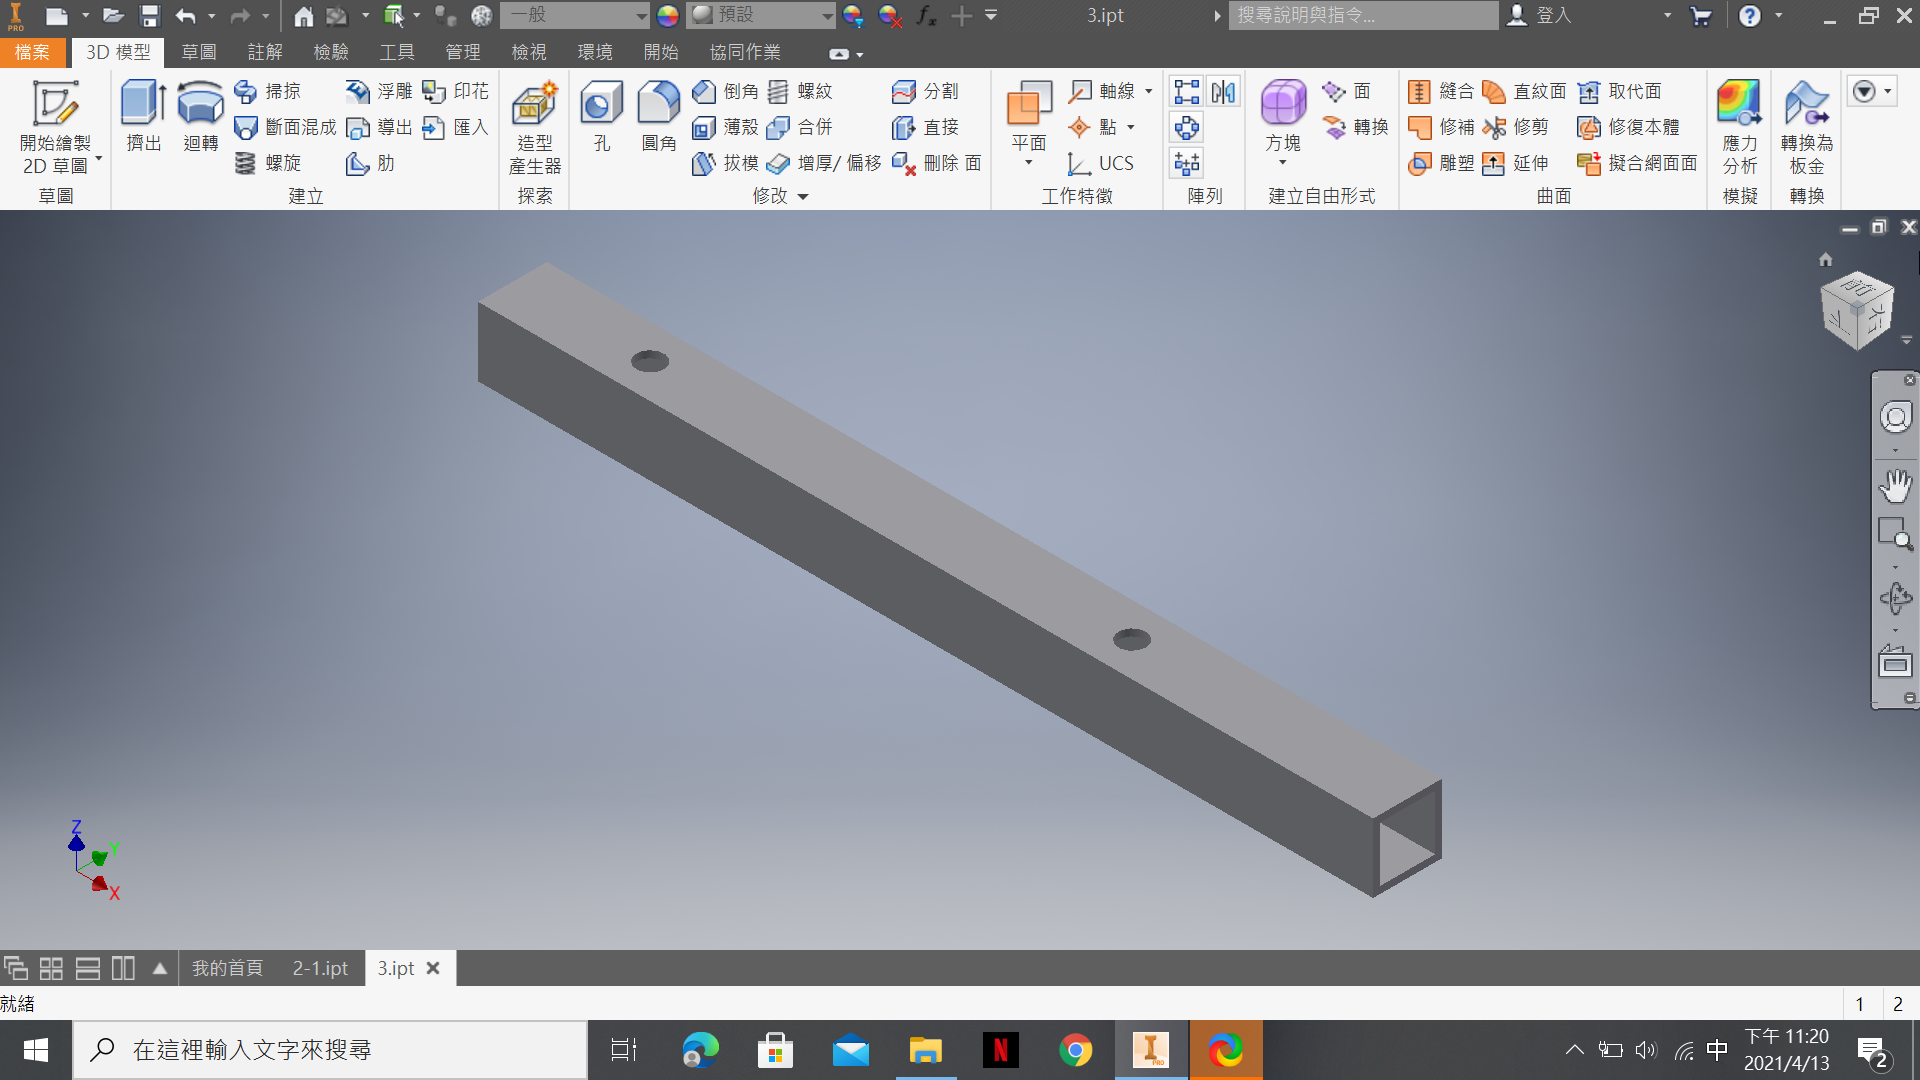 PRO
一般
預設
fx
3.ipt
搜尋說明與指令...
登入
檔案
3D 模型
草圖
註解
檢驗
工具
管理
檢視
環境
開始
協同作業
開始繪製
2D 草圖
草圖
擠出
迴轉
掃掠
斷面混成
螺旋
浮雕
導出
肋
印花
匯入
建立
造型
產生器
探索
孔
圓角
倒角
薄殼
拔模
螺紋
合併
增厚/ 偏移
分割
直接
刪除 面
修改
平面
軸線
點
UCS
工作特徵
陣列
方塊
面
轉換
建立自由形式
縫合
修補
雕塑
直紋面
修剪
延伸
取代面
修復本體
擬合網面面
曲面
應力
分析
模擬
轉換為
板金
轉換
前
Z
Y
X
我的首頁
2-1.ipt
3.ipt
就緒
1
2
在這裡輸入文字來搜尋
N
I
PRO
中
下午 11:20
2021/4/13
2